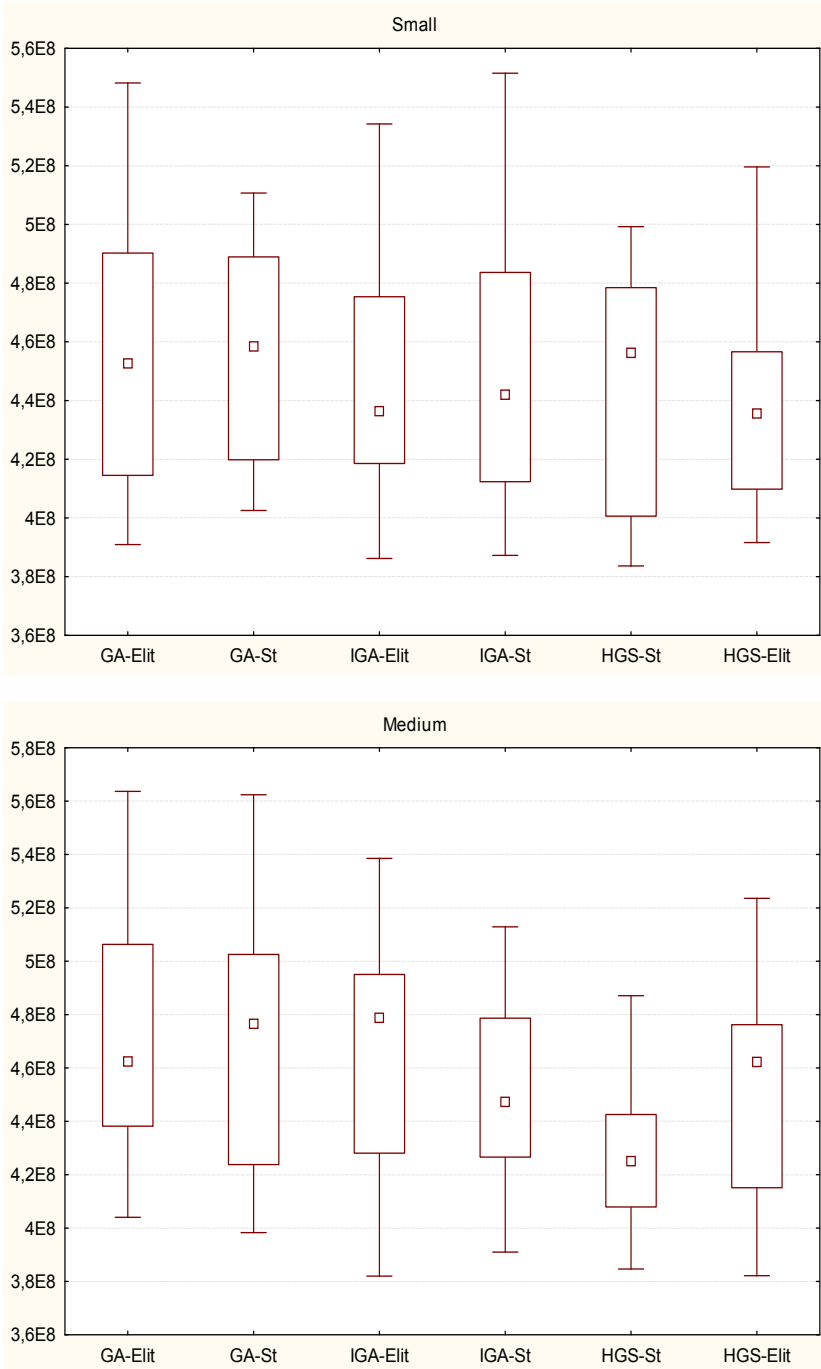 Small
5,6E8
5,4E8
5,2E8
5E8
4,8E8
4,6E8
4,4E8
4,2E8
4E8
3,8E8
3,6E8
GA-Elit GA-St IGA-Elit IGA-St HGS-St HGS-Elit
Medium
5,8E8
5,6E8
5,4E8
5,2E8
5E8
4,8E8
4,6E8
4,4E8
4,2E8
4E8
3,8E8
3,6E8
GA-Elit GA-St IGA-Elit IGA-St HGS-St HGS-Elit